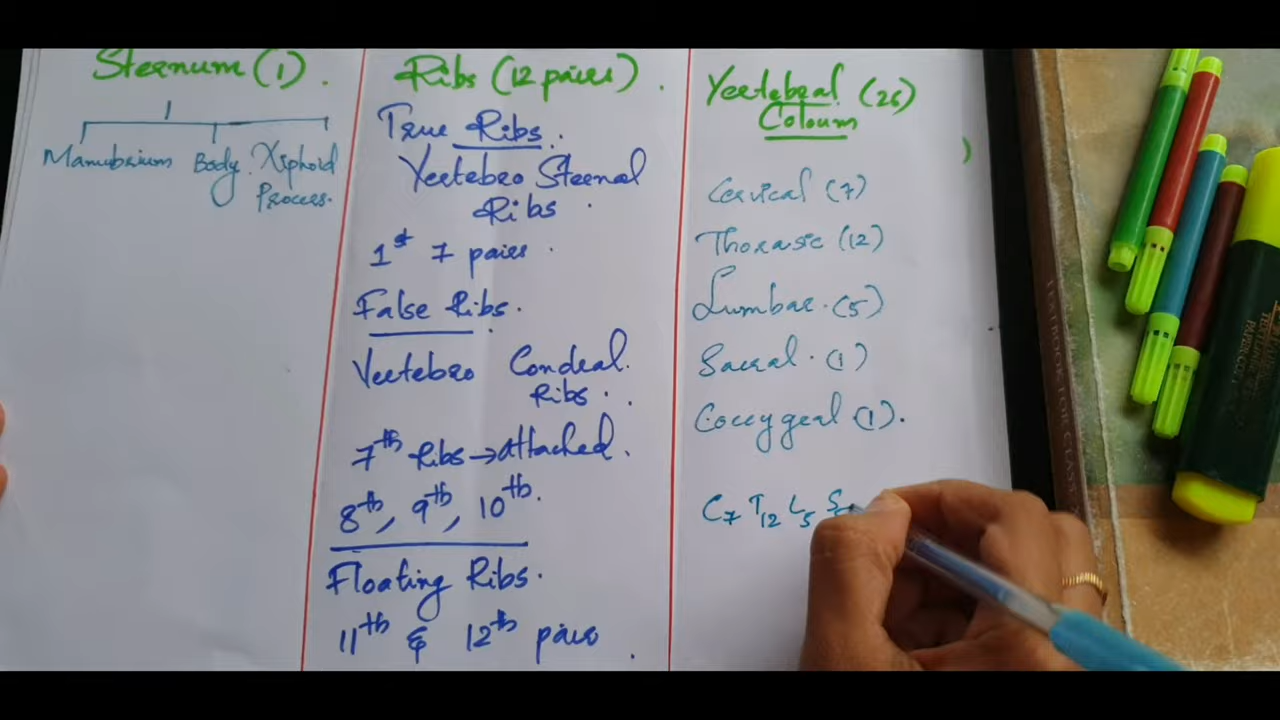 Sternum (1) .
Manubrium Body . Xiphoid
Process.
Ribs (12 pairs) .
True Ribs .
Vertebro Sternal
Ribs .
1st 7 pairs .
False Ribs .
Vertebro Condral
Ribs . .
7th Ribs → attached .
8th, 9th, 10th.
Floating Ribs .
11th & 12th pairs .
Vertebral (26)
Coloum
)
Cervical (7)
Thorasic (12)
Lumbar . (5)
Sacral . (1)
Coccygeal (1) .
C7 T12 L5 S